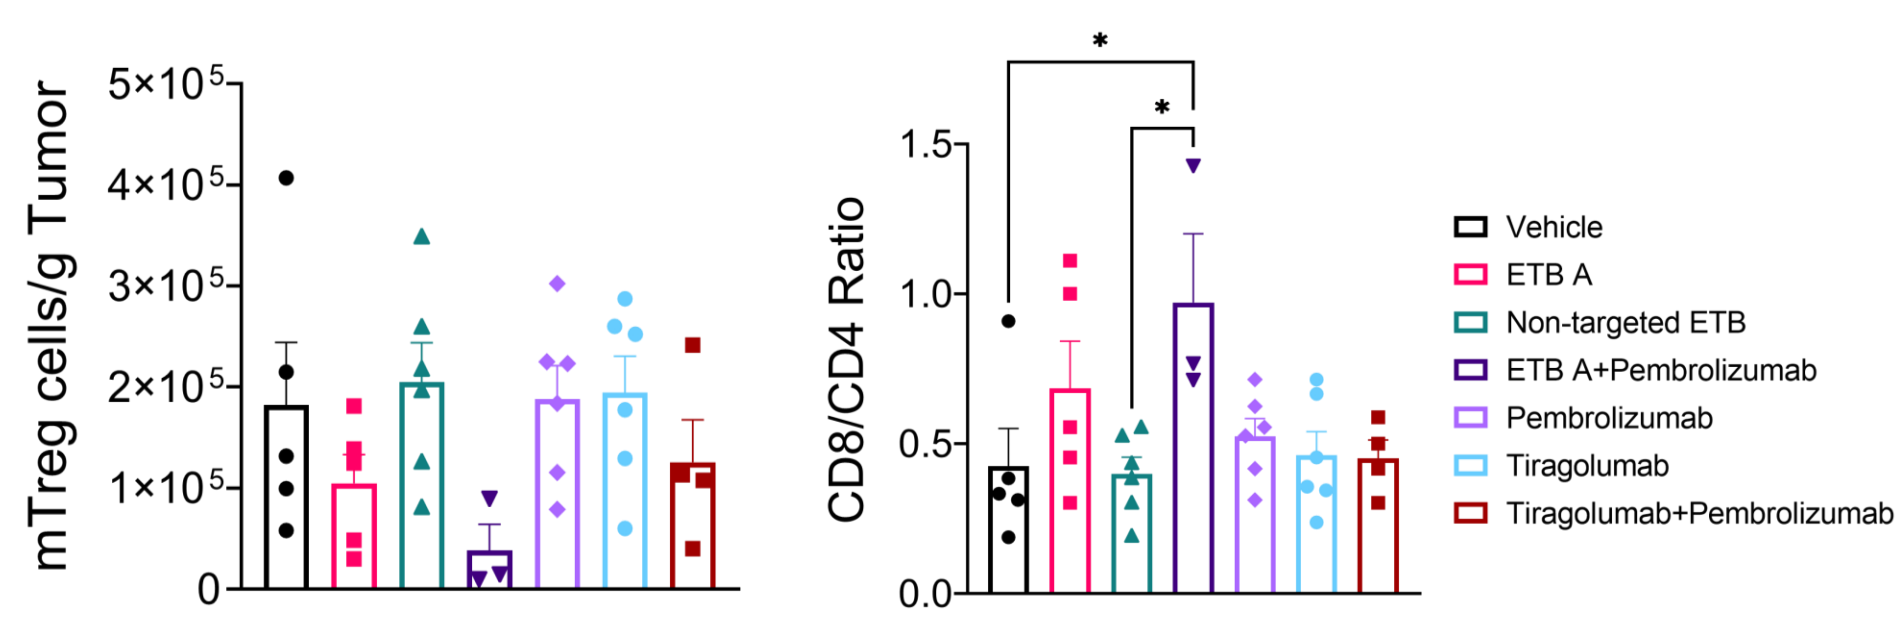 mTreg cells/g Tumor
5×10⁵
4×10⁵
3×10⁵
2×10⁵
1×10⁵
0
CD8/CD4 Ratio
1.5
1.0
0.5
0.0
*
*
Vehicle
ETB A
Non-targeted ETB
ETB A+Pembrolizumab
Pembrolizumab
Tiragolumab
Tiragolumab+Pembrolizumab